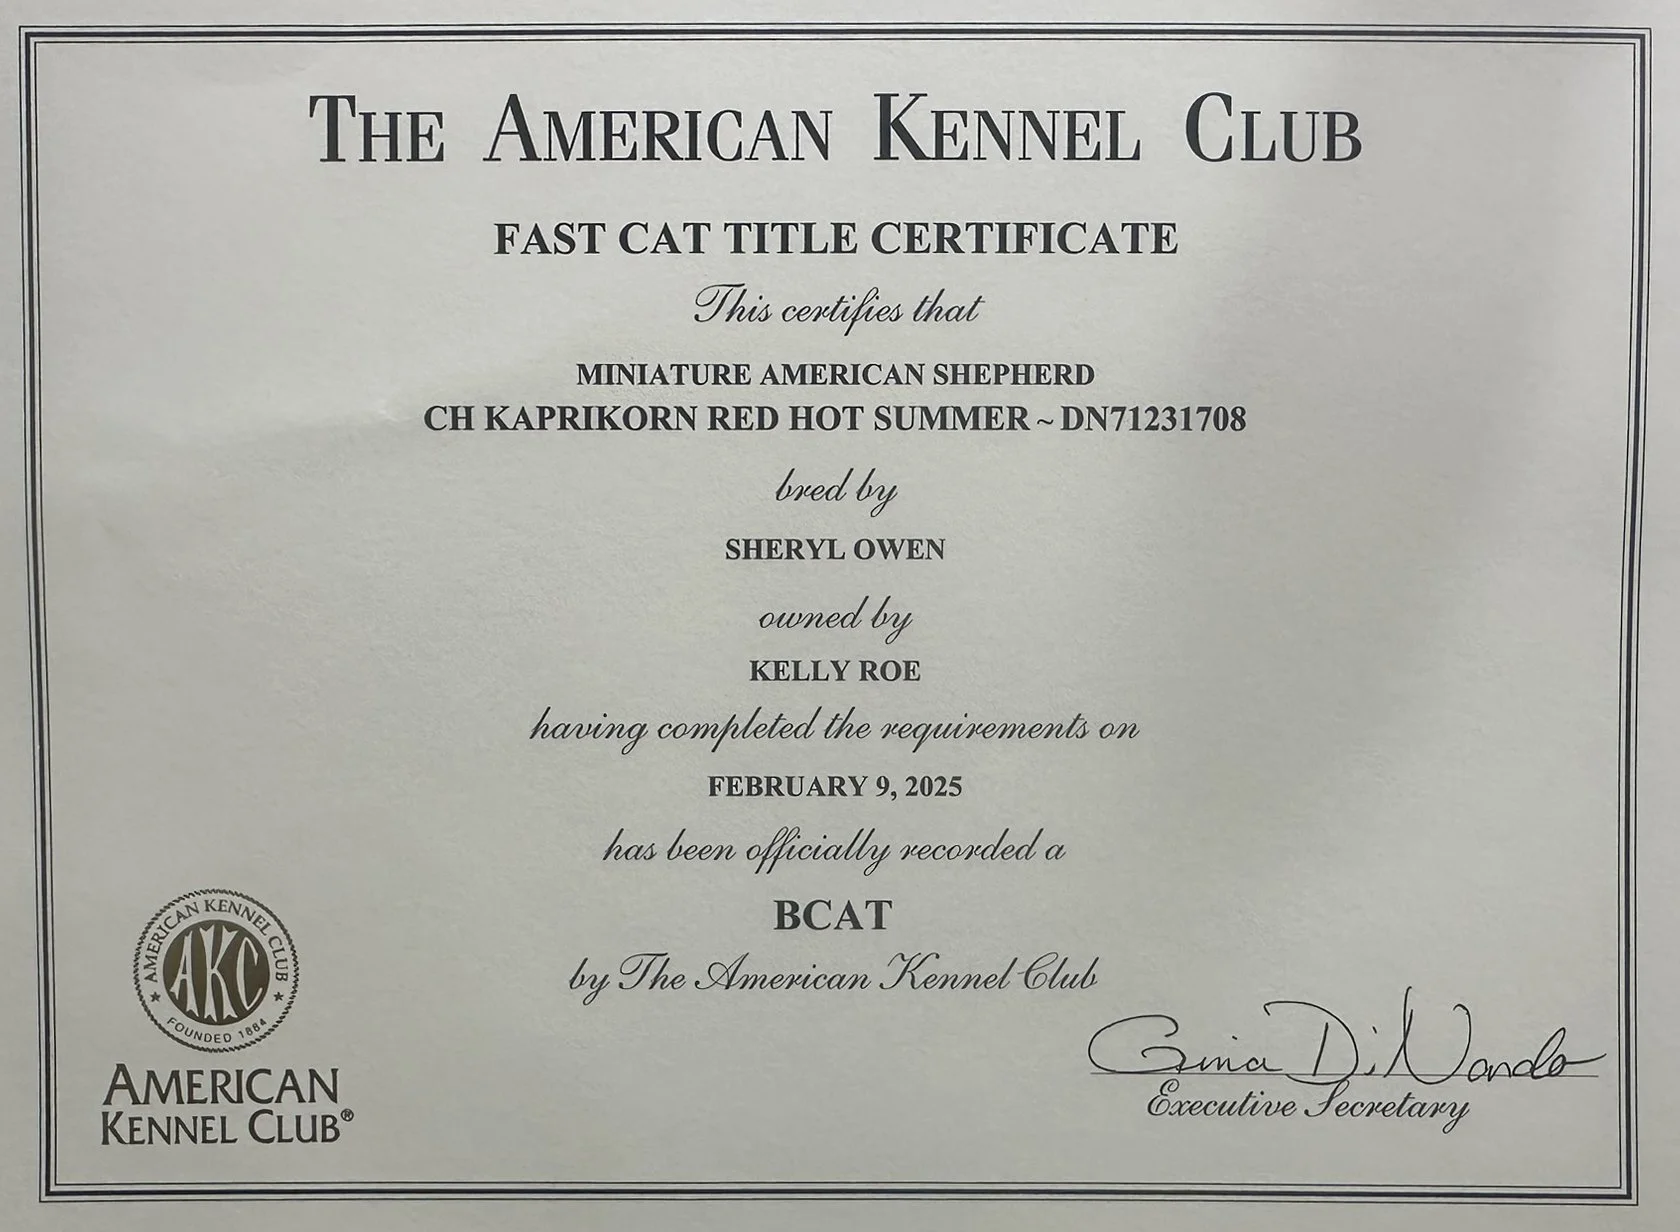 THE AMERICAN KENNEL CLUB
FAST CAT TITLE CERTIFICATE
This certifies that
MINIATURE AMERICAN SHEPHERD
CH KAPRIKORN RED HOT SUMMER ~ DN71231708
bred by
SHERYL OWEN
owned by
KELLY ROE
having completed the requirements on
FEBRUARY 9, 2025
has been officially recorded a
BCAT
by The American Kennel Club
AMERICAN KENNEL CLUB
AKC
FOUNDED 1884
AMERICAN
KENNEL CLUB®
Gina DiNardo
Executive Secretary